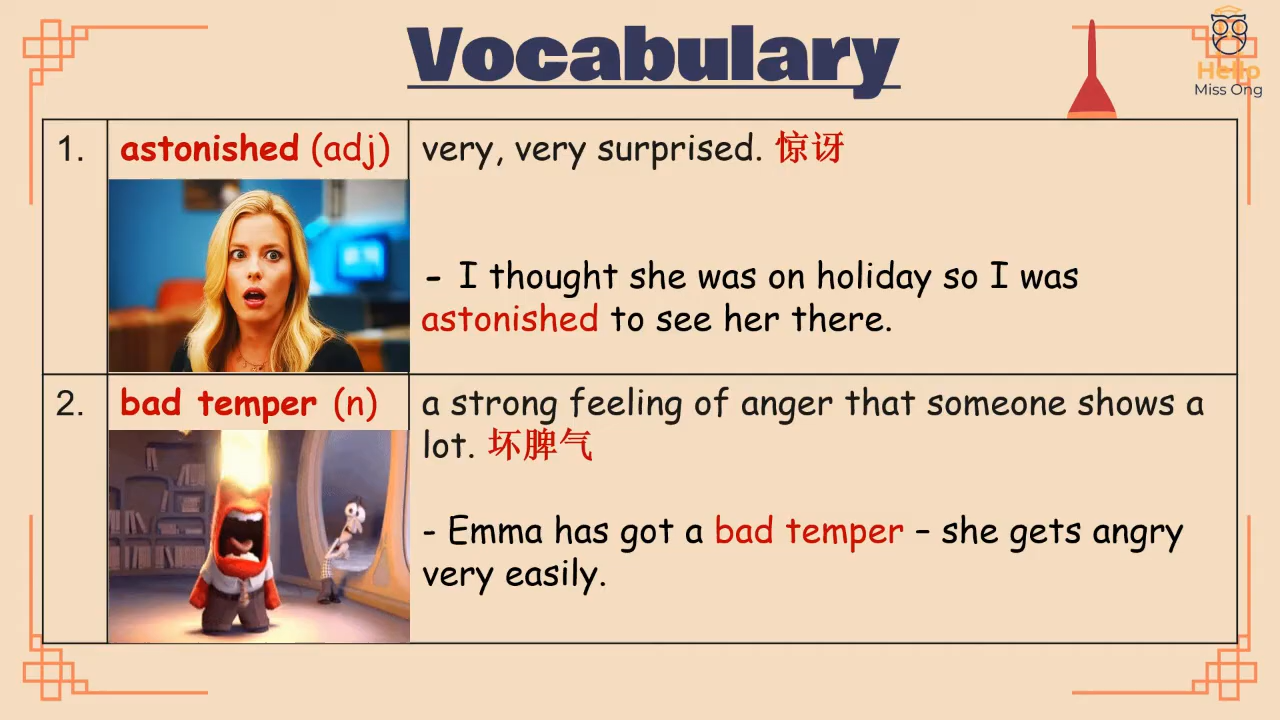 Vocabulary
Hello
Miss Ong
1.
astonished (adj)
very, very surprised. 惊讶
- I thought she was on holiday so I was
astonished to see her there.
2.
bad temper (n)
a strong feeling of anger that someone shows a
lot. 坏脾气
- Emma has got a bad temper – she gets angry
very easily.